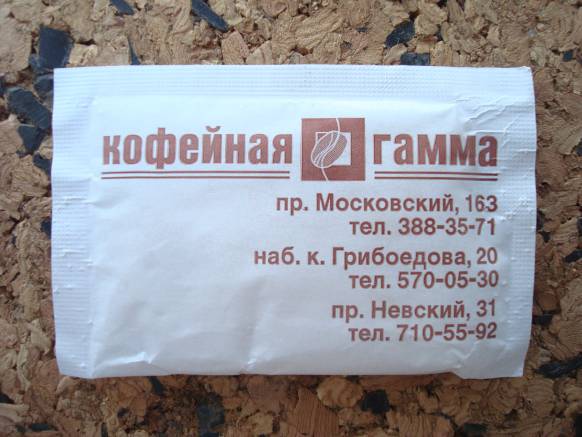 кофейная гамма
пр. Московский, 163
тел. 388-35-71
наб. к. Грибоедова, 20
тел. 570-05-30
пр. Невский, 31
тел. 710-55-92